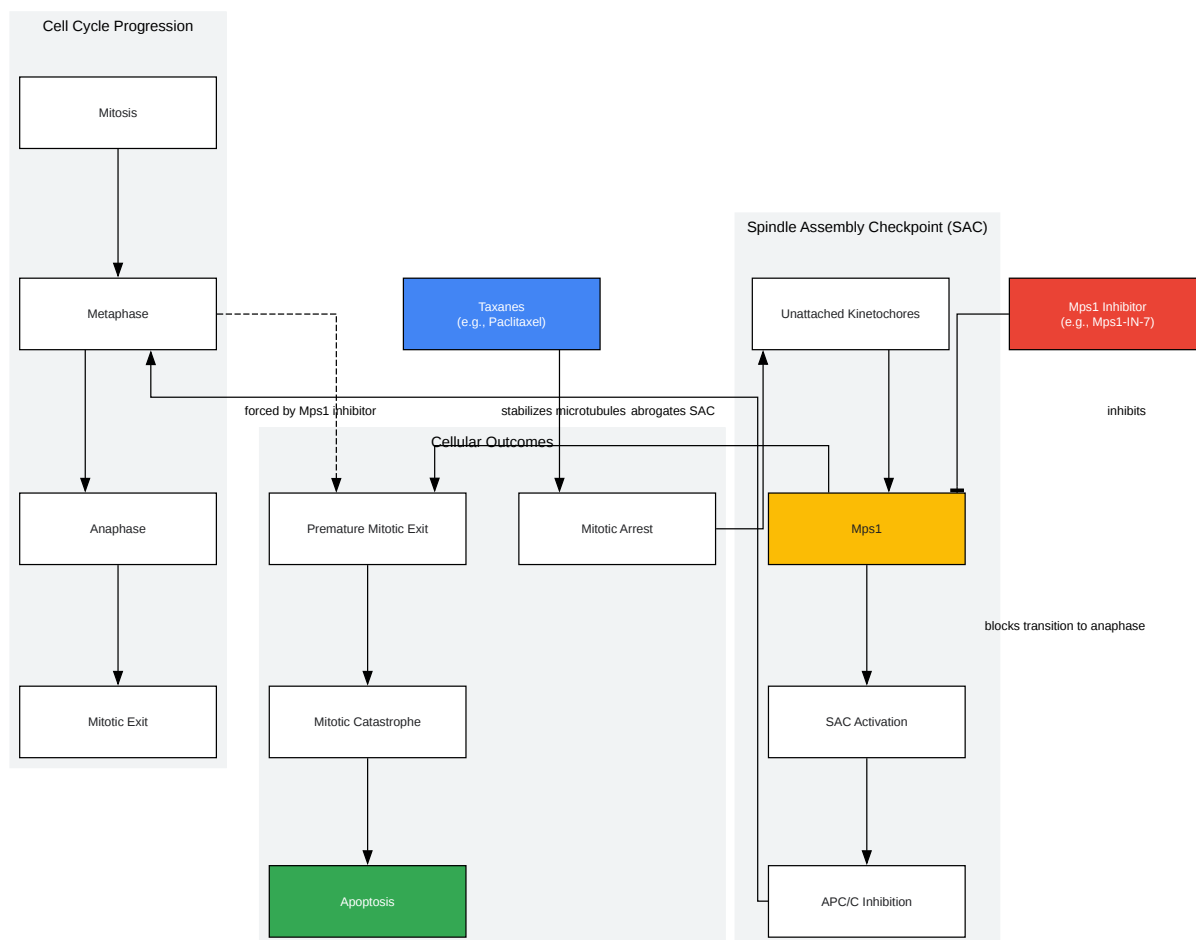 Cell Cycle Progression
Mitosis
Spindle Assembly Checkpoint (SAC)
Metaphase
Taxanes
(e.g., Paclitaxel)
Unattached Kinetochores
Mps1 Inhibitor
(e.g., Mps1-IN-7)
forced by Mps1 inhibitor
stabilizes microtubules
abrogates SAC
inhibits
Cellular Outcomes
Anaphase
Premature Mitotic Exit
Mitotic Arrest
Mps1
blocks transition to anaphase
Mitotic Exit
Mitotic Catastrophe
SAC Activation
Apoptosis
APC/C Inhibition